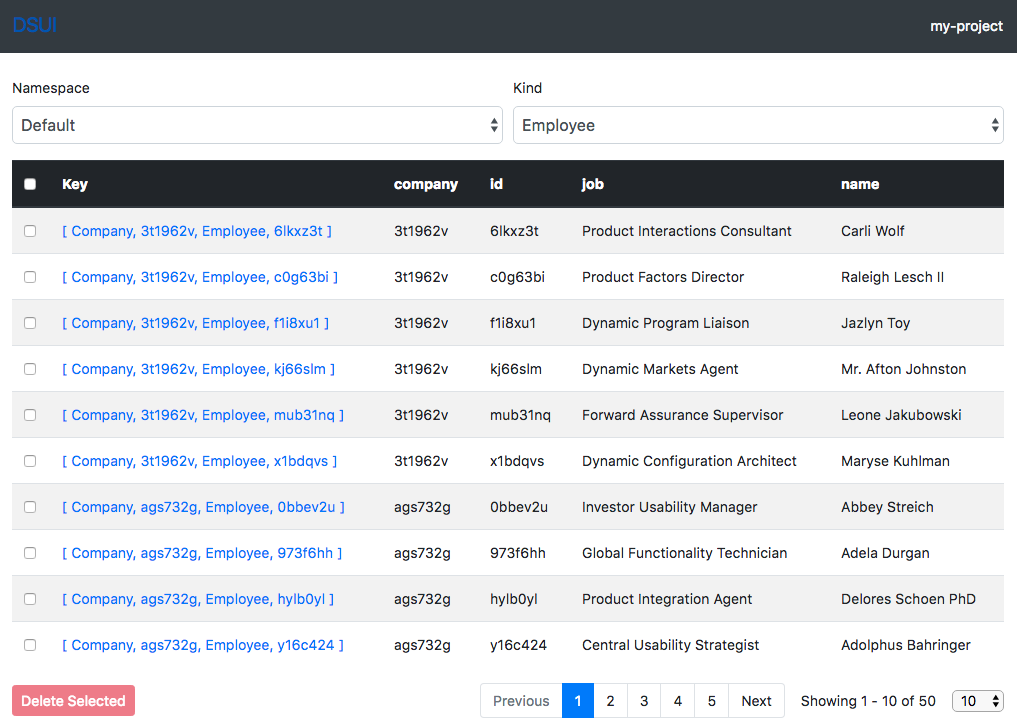 DSUI my-project
Namespace Kind
Default Employee
Key company id job name
[ Company, 3t1962v, Employee, 6lkxz3t ] 3t1962v 6lkxz3t Product Interactions Consultant Carli Wolf
[ Company, 3t1962v, Employee, c0g63bi ] 3t1962v c0g63bi Product Factors Director Raleigh Lesch II
[ Company, 3t1962v, Employee, f1i8xu1 ] 3t1962v f1i8xu1 Dynamic Program Liaison Jazlyn Toy
[ Company, 3t1962v, Employee, kj66slm ] 3t1962v kj66slm Dynamic Markets Agent Mr. Afton Johnston
[ Company, 3t1962v, Employee, mub31nq ] 3t1962v mub31nq Forward Assurance Supervisor Leone Jakubowski
[ Company, 3t1962v, Employee, x1bdqvs ] 3t1962v x1bdqvs Dynamic Configuration Architect Maryse Kuhlman
[ Company, ags732g, Employee, 0bbev2u ] ags732g 0bbev2u Investor Usability Manager Abbey Streich
[ Company, ags732g, Employee, 973f6hh ] ags732g 973f6hh Global Functionality Technician Adela Durgan
[ Company, ags732g, Employee, hylb0yl ] ags732g hylb0yl Product Integration Agent Delores Schoen PhD
[ Company, ags732g, Employee, y16c424 ] ags732g y16c424 Central Usability Strategist Adolphus Bahringer
Delete Selected Previous 1 2 3 4 5 Next Showing 1 - 10 of 50 10